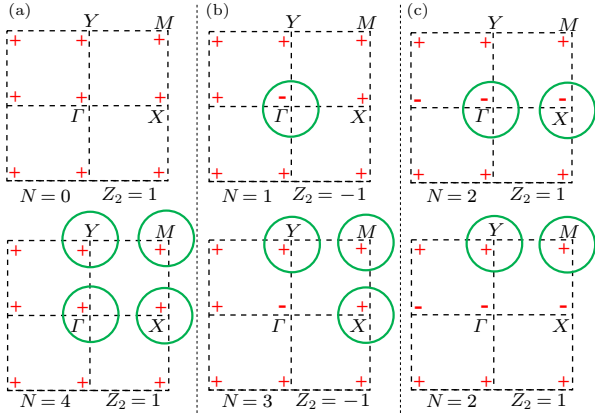 (a) Y M (b) Y M (c) Y M
+ + + + + + + + +
+ + + + - + - - -
Γ X Γ X Γ X
+ + + + + + + + +
N=0 Z₂=1 N=1 Z₂=−1 N=2 Z₂=1
Y M Y M Y M
+ + + + + + + + +
+ + + + - + - - -
Γ X Γ X Γ X
+ + + + + + + + +
N=4 Z₂=1 N=3 Z₂=−1 N=2 Z₂=1